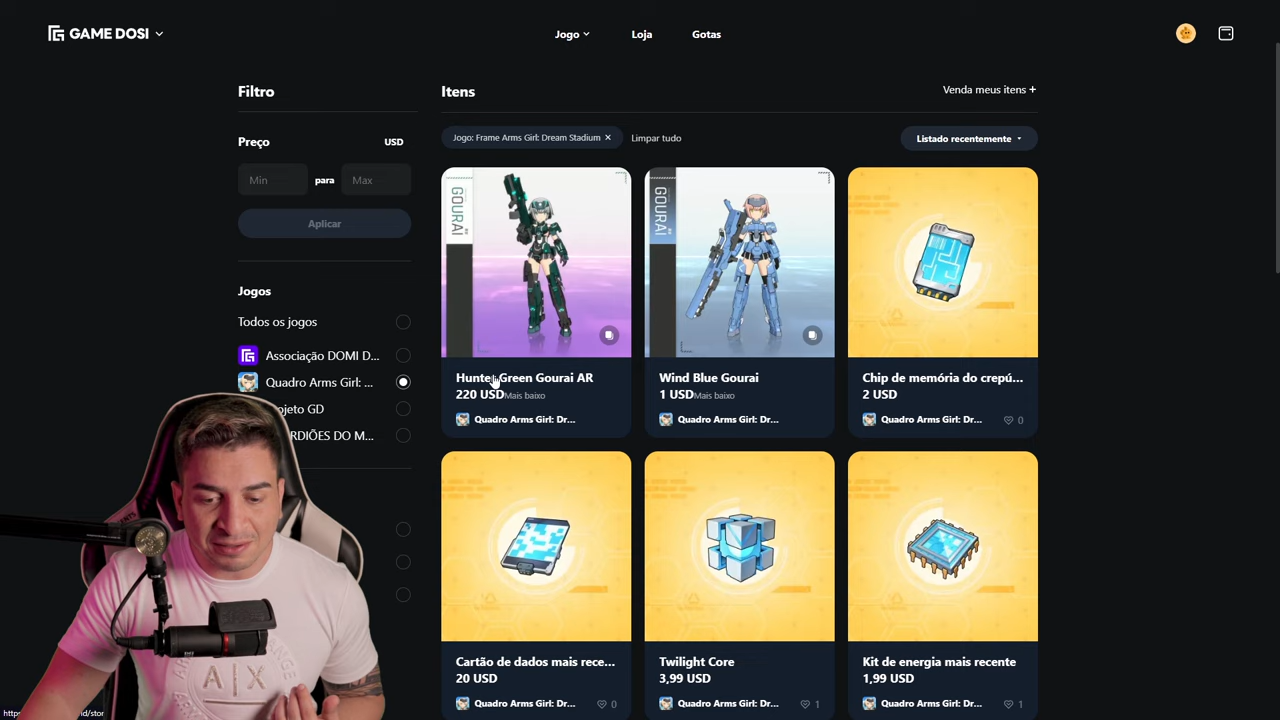 GAME DOSI
Jogo
Loja
Gotas
Filtro
Preço
USD
Min
para
Max
Aplicar
Jogos
Todos os jogos
Associação DOMI D...
Quadro Arms Girl: ...
ojeto GD
RDIÕES DO M...
Itens
Venda meus itens +
Jogo: Frame Arms Girl: Dream Stadium ×
Limpar tudo
Listado recentemente
GOURAI
GOURAI
Hunter Green Gourai AR
220 USD Mais baixo
Quadro Arms Girl: Dr...
Wind Blue Gourai
1 USD Mais baixo
Quadro Arms Girl: Dr...
Chip de memória do crepú...
2 USD
Quadro Arms Girl: Dr...
0
Cartão de dados mais rece...
20 USD
Quadro Arms Girl: Dr...
0
Twilight Core
3,99 USD
Quadro Arms Girl: Dr...
1
Kit de energia mais recente
1,99 USD
Quadro Arms Girl: Dr...
1
A|X